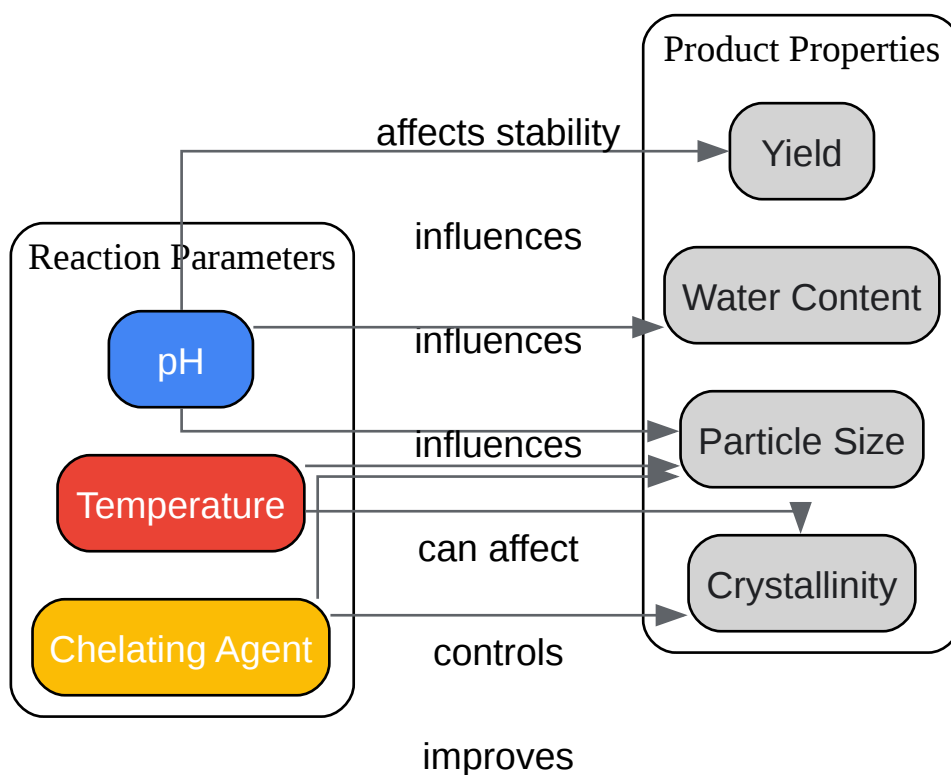 Product Properties
affects stability
Yield
influences
Reaction Parameters
Water Content
influences
pH
influences
Particle Size
Temperature
can affect
Crystallinity
Chelating Agent
controls
improves